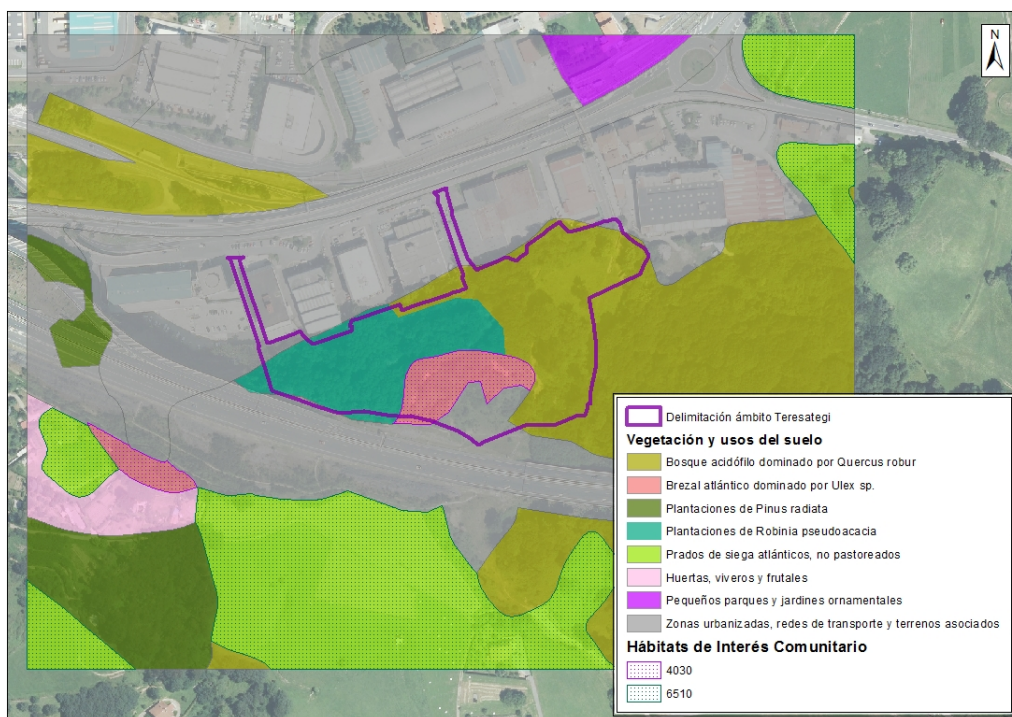 N
Delimitación ámbito Teresategi
Vegetación y usos del suelo
Bosque acidófilo dominado por Quercus robur
Brezal atlántico dominado por Ulex sp.
Plantaciones de Pinus radiata
Plantaciones de Robinia pseudoacacia
Prados de siega atlánticos, no pastoreados
Huertas, viveros y frutales
Pequeños parques y jardines ornamentales
Zonas urbanizadas, redes de transporte y terrenos asociados
Hábitats de Interés Comunitario
4030
6510